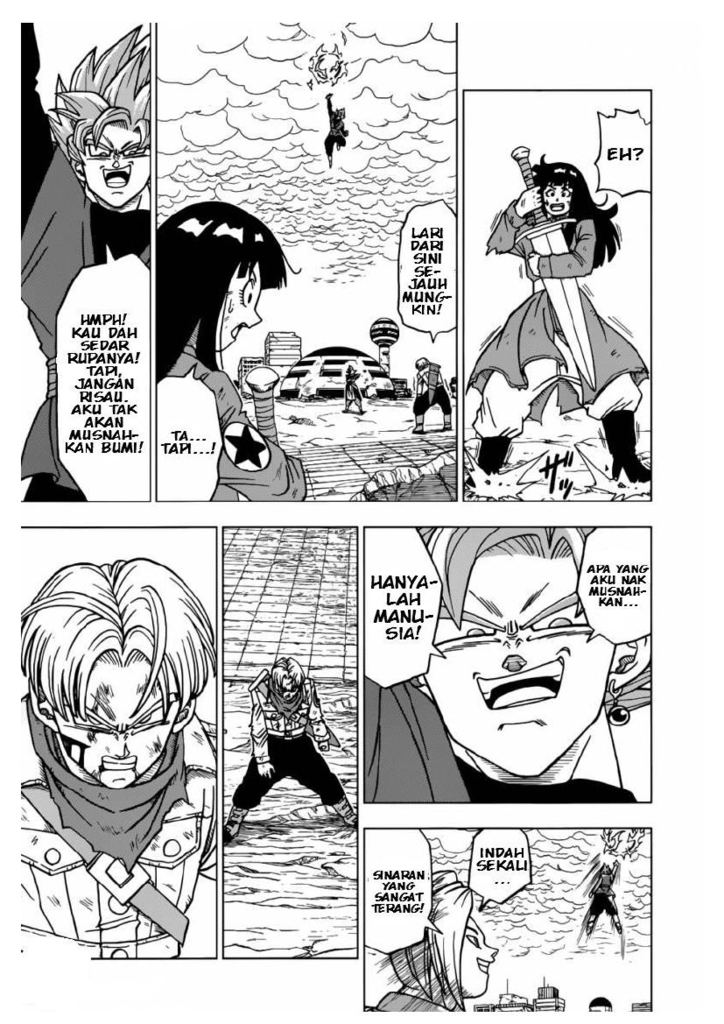 EH?
LARI
DARI
SINI
SE-
JAUH
MUNG-
KIN!
TA...
TAPI...!
HMPH!
KAU DAH
SEDAR
RUPANYA!
TAPI,
JANGAN
RISAU.
AKU TAK
AKAN
MUSNAH-
KAN BUMI!
APA YANG
AKU NAK
MUSNAH-
KAN...
HANYA-
LAH
MANU-
SIA!
INDAH
SEKALI
...
SINARAN
YANG
SANGAT
TERANG!